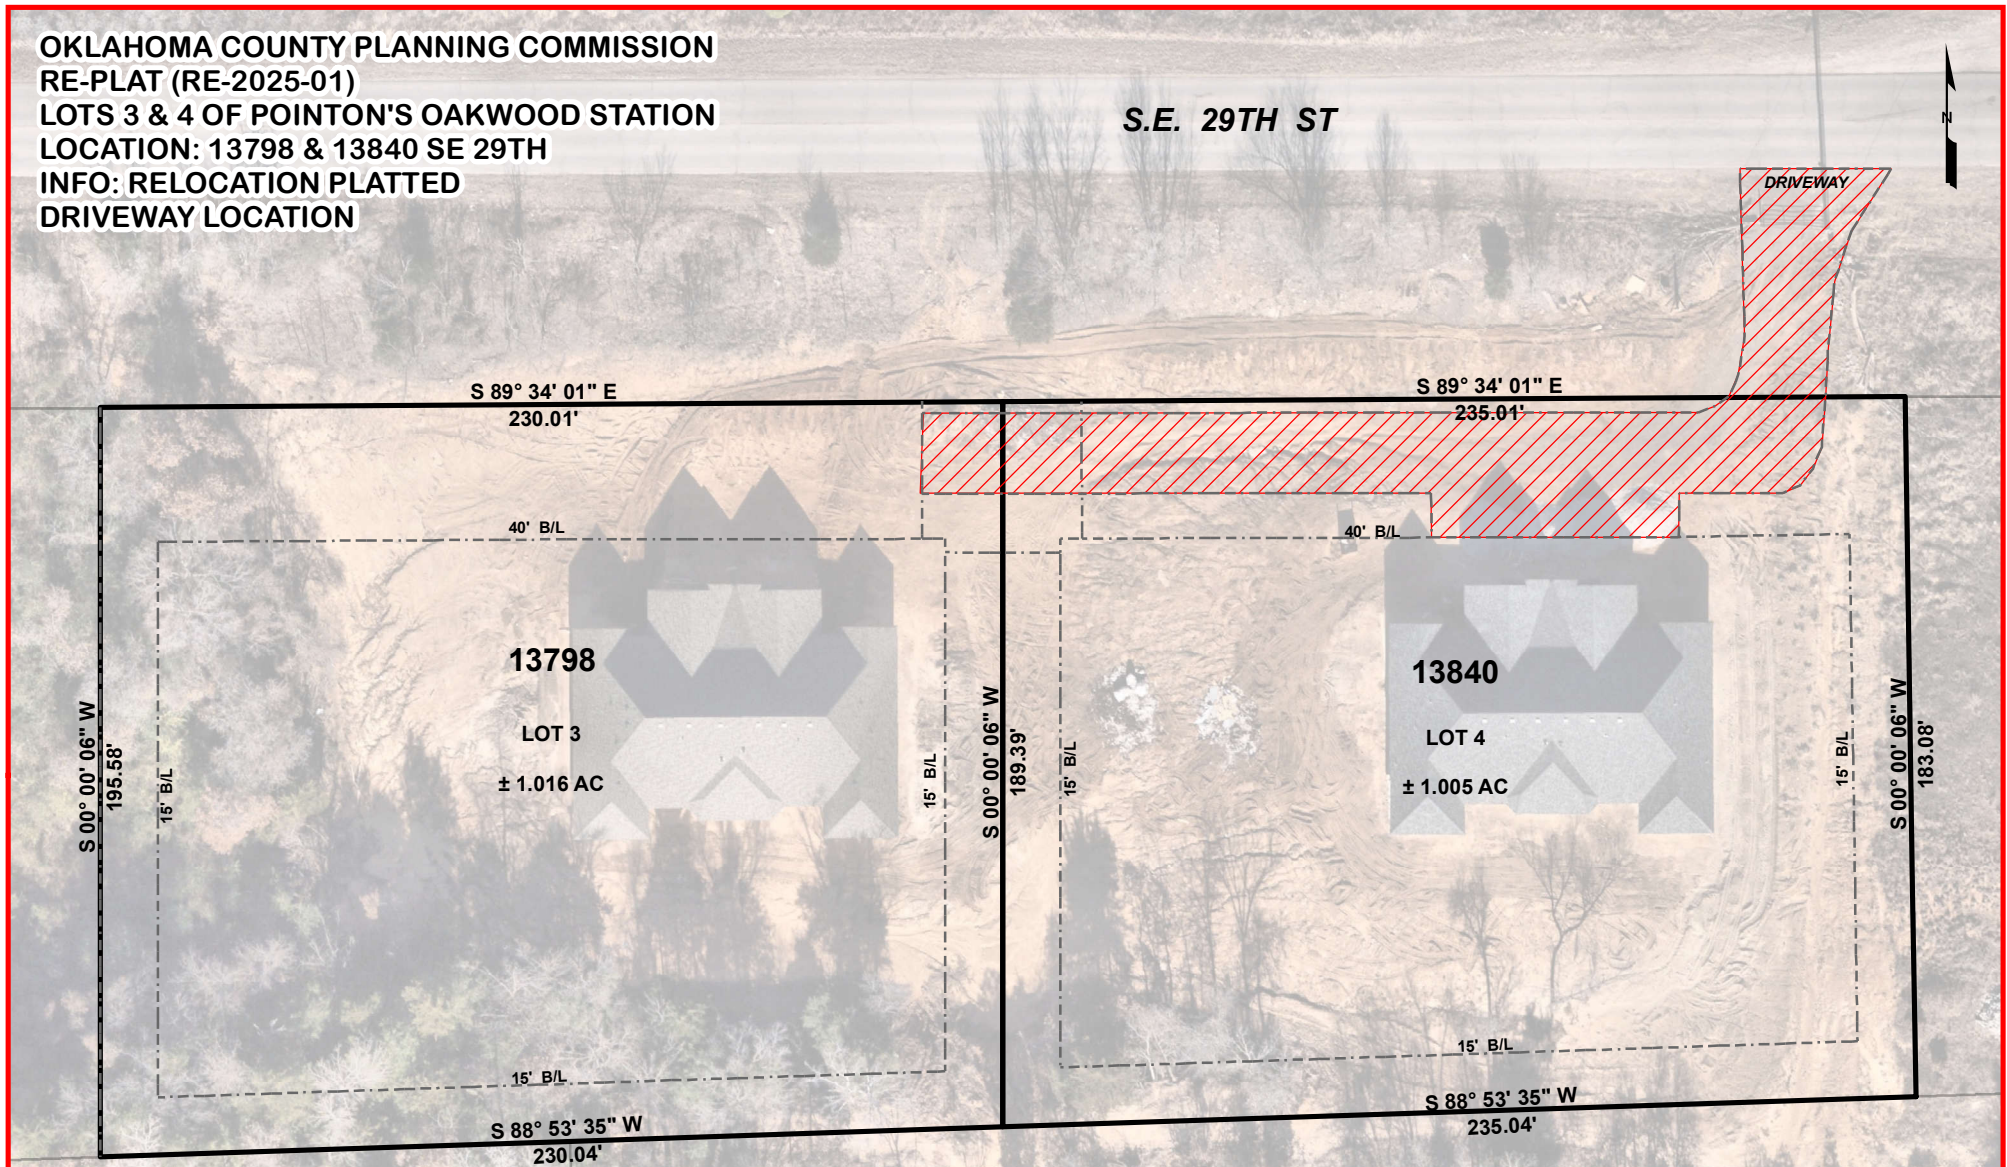 OKLAHOMA COUNTY PLANNING COMMISSION
RE-PLAT (RE-2025-01)
LOTS 3 & 4 OF POINTON'S OAKWOOD STATION
LOCATION: 13798 & 13840 SE 29TH
INFO: RELOCATION PLATTED
DRIVEWAY LOCATION
S.E. 29TH ST
N
DRIVEWAY
S 89° 34' 01" E
230.01'
S 89° 34' 01" E
235.01'
40' B/L
40' B/L
13798
LOT 3
± 1.016 AC
13840
LOT 4
± 1.005 AC
S 00° 00' 06" W
195.58'
15' B/L
15' B/L
S 00° 00' 06" W
189.39'
15' B/L
15' B/L
S 00° 00' 06" W
183.08'
15' B/L
15' B/L
S 88° 53' 35" W
230.04'
S 88° 53' 35" W
235.04'